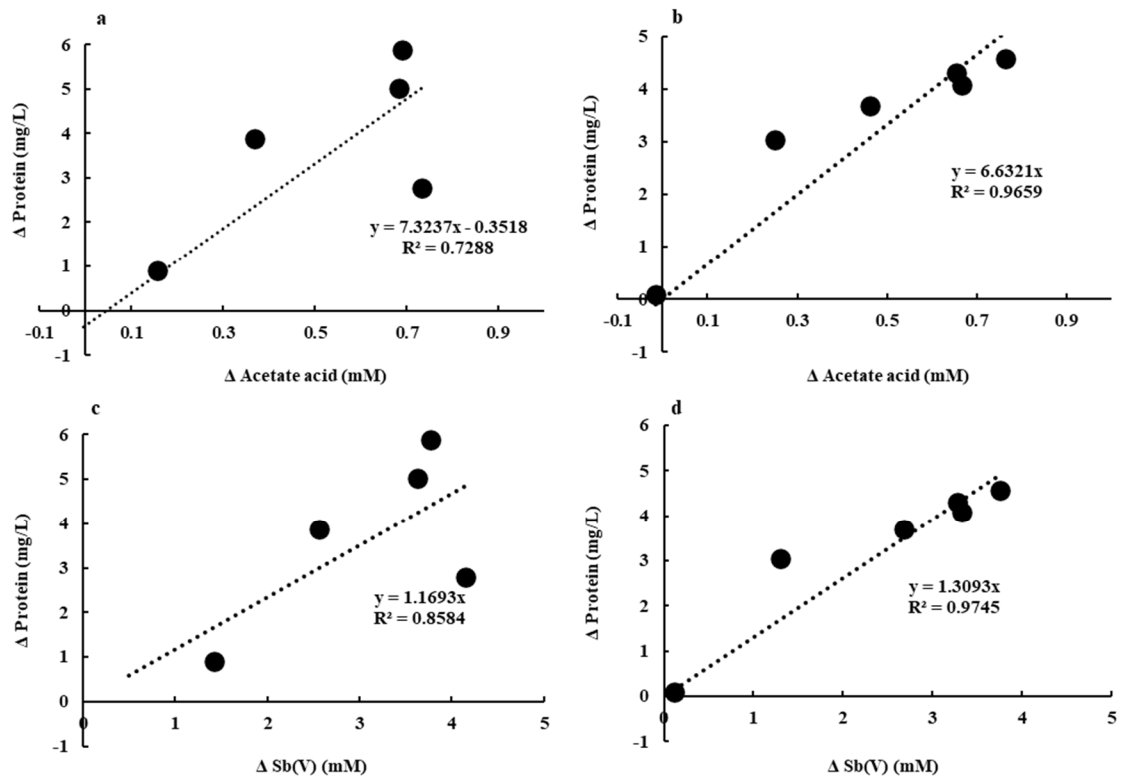 a
6
5
4
3
2
1
0
-1
-0.1 0.1 0.3 0.5 0.7 0.9
Δ Protein (mg/L)
y = 7.3237x - 0.3518
R² = 0.7288
Δ Acetate acid (mM)
b
5
4
3
2
1
0
-1
-0.1 0.1 0.3 0.5 0.7 0.9
Δ Protein (mg/L)
y = 6.6321x
R² = 0.9659
Δ Acetate acid (mM)
c
6
5
4
3
2
1
0
-1
0 1 2 3 4 5
Δ Protein (mg/L)
y = 1.1693x
R² = 0.8584
Δ Sb(V) (mM)
d
6
5
4
3
2
1
0
-1
0 1 2 3 4 5
Δ Protein (mg/L)
y = 1.3093x
R² = 0.9745
Δ Sb(V) (mM)